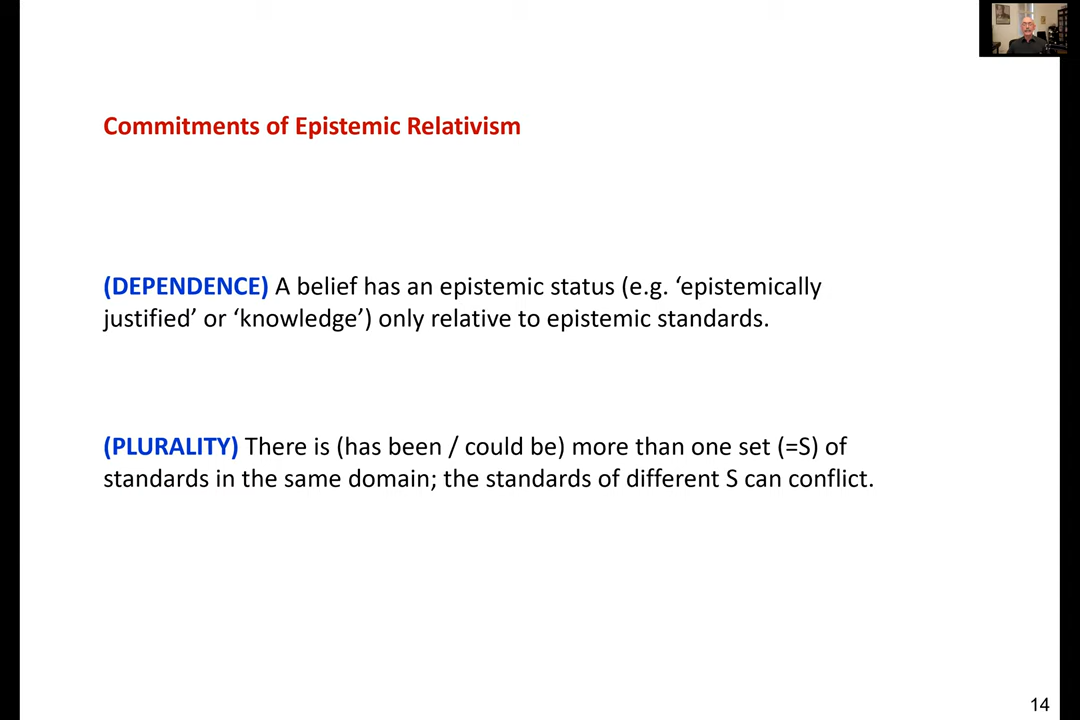 Commitments of Epistemic Relativism
(DEPENDENCE) A belief has an epistemic status (e.g. ‘epistemically
justified’ or ‘knowledge’) only relative to epistemic standards.
(PLURALITY) There is (has been / could be) more than one set (=S) of
standards in the same domain; the standards of different S can conflict.
14